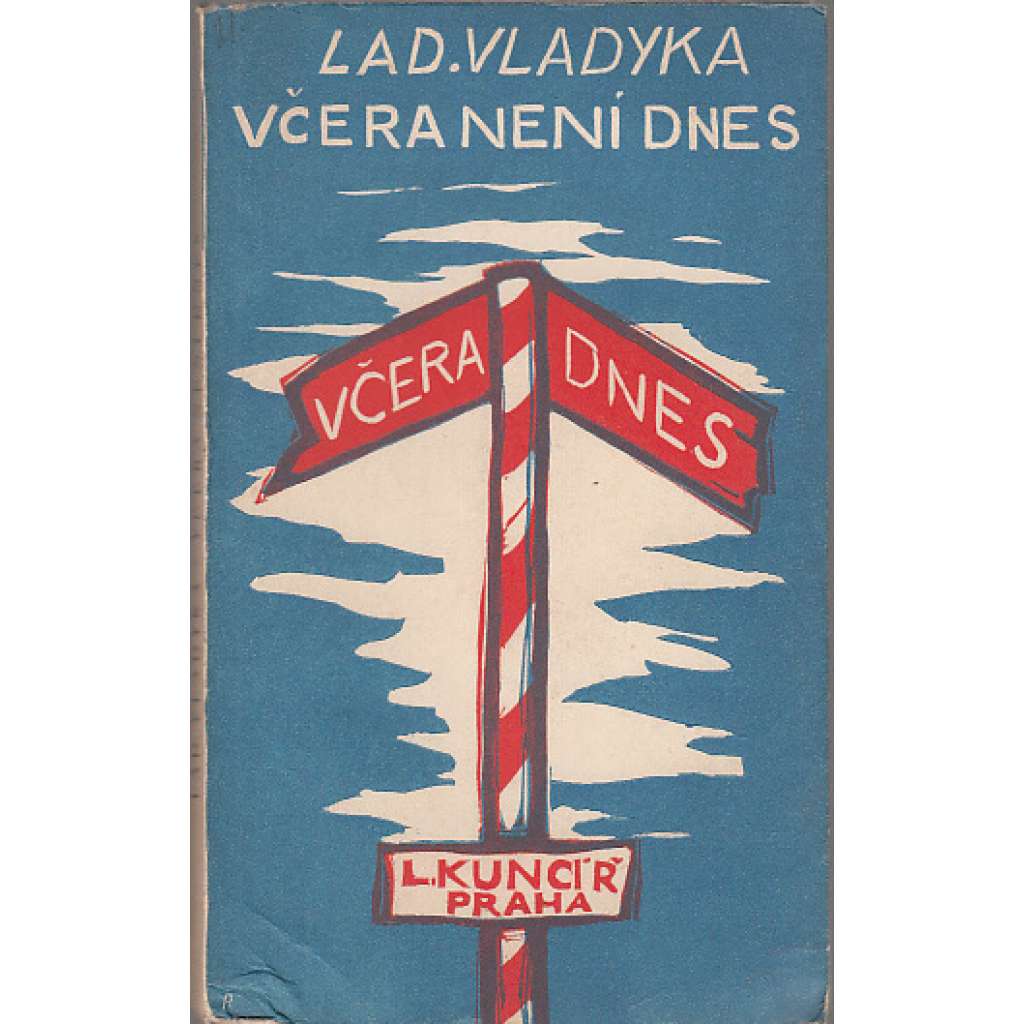 LAD. VLADYKA
VČERA NENÍ DNES
VČERA
DNES
L. KUNCÍŘ
PRAHA
R